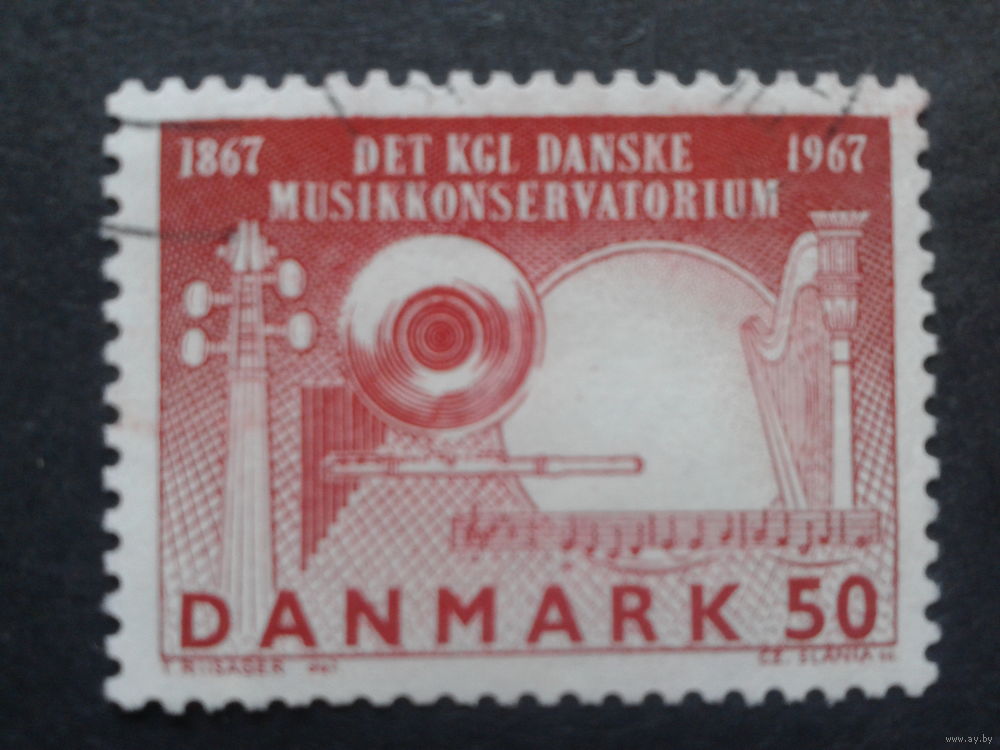 1867 DET KGL DANSKE 1967
MUSIKKONSERVATORIUM
DANMARK 50
CZ. SLANIA
www.ay.by